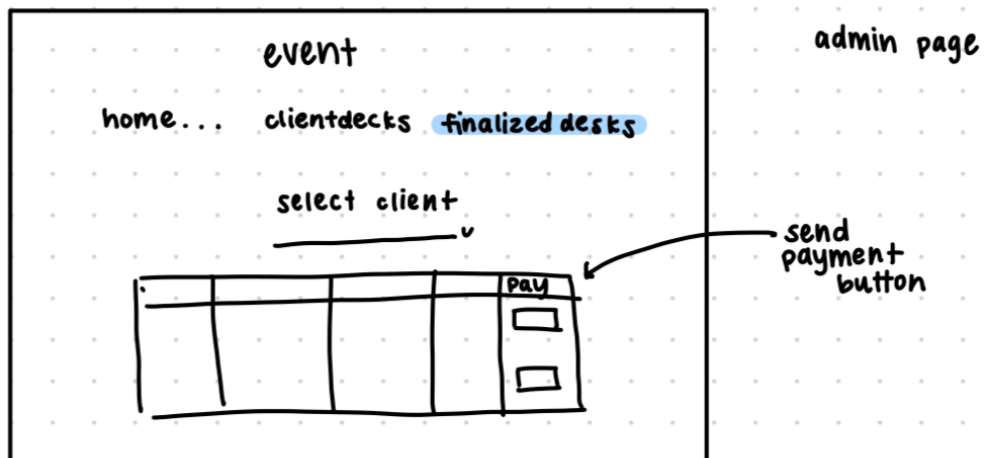 event
admin page
home... clientdecks finalized desks
select client
send
payment
button
pay